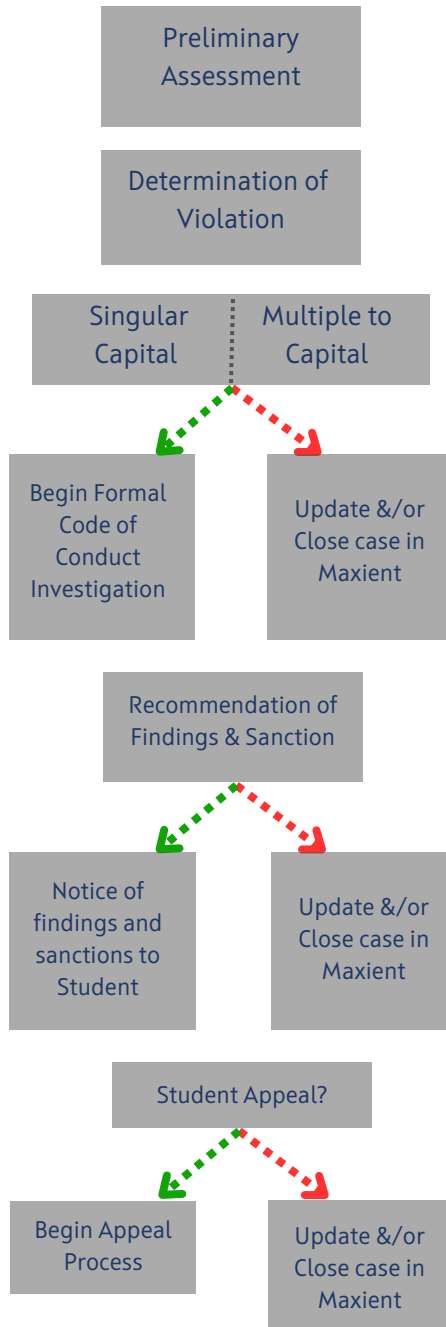 Preliminary
Assessment
Determination of
Violation
Singular
Capital
Multiple to
Capital
Begin Formal
Code of
Conduct
Investigation
Update &/or
Close case in
Maxient
Recommendation of
Findings & Sanction
Notice of
findings and
sanctions to
Student
Update &/or
Close case in
Maxient
Student Appeal?
Begin Appeal
Process
Update &/or
Close case in
Maxient